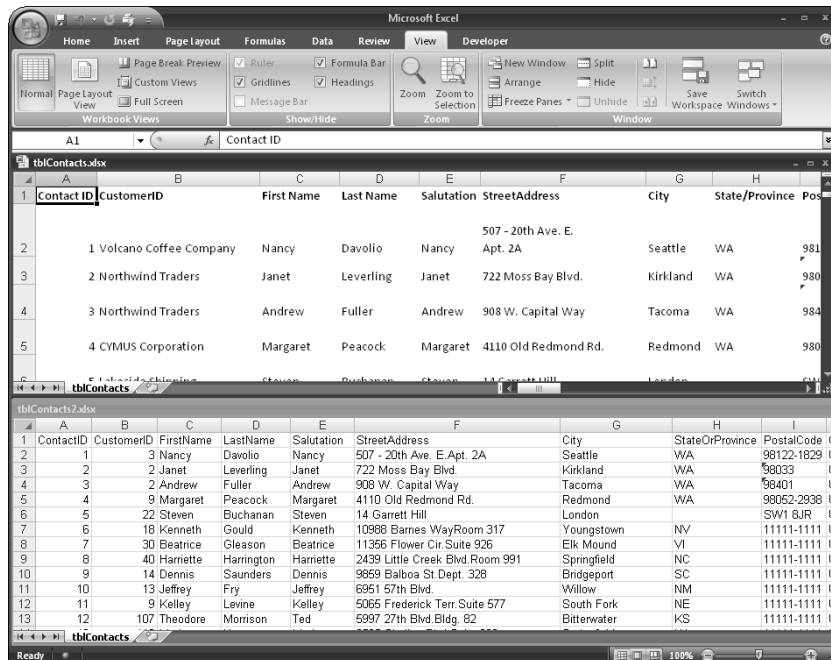 Microsoft Excel
Home Insert Page Layout Formulas Data Review View Developer
Normal Page Layout View
Page Break Preview
Custom Views
Full Screen
Workbook Views
Ruler
Gridlines
Message Bar
Formula Bar
Headings
Show/Hide
Zoom
Zoom to Selection
Zoom
New Window
Arrange
Freeze Panes
Split
Hide
Unhide
Save Workspace
Switch Windows
Window
A1 fx Contact ID
tblContacts.xlsx
A B C D E F G H
1 Contact ID CustomerID First Name Last Name Salutation StreetAddress City State/Province Pos
507 - 20th Ave. E.
2 1 Volcano Coffee Company Nancy Davolio Nancy Apt. 2A Seattle WA 981
3 2 Northwind Traders Janet Leverling Janet 722 Moss Bay Blvd. Kirkland WA 980
4 3 Northwind Traders Andrew Fuller Andrew 908 W. Capital Way Tacoma WA 984
5 4 CYMUS Corporation Margaret Peacock Margaret 4110 Old Redmond Rd. Redmond WA 980
tblContacts
tblContacts2.xlsx
A B C D E F G H I
1 ContactID CustomerID FirstName LastName Salutation StreetAddress City StateOrProvince PostalCode
2 1 3 Nancy Davolio Nancy 507 - 20th Ave. E.Apt. 2A Seattle WA 98122-1829
3 2 2 Janet Leverling Janet 722 Moss Bay Blvd. Kirkland WA 98033
4 3 2 Andrew Fuller Andrew 908 W. Capital Way Tacoma WA 98401
5 4 9 Margaret Peacock Margaret 4110 Old Redmond Rd. Redmond WA 98052-2938
6 5 22 Steven Buchanan Steven 14 Garrett Hill London SW1 8JR
7 6 18 Kenneth Gould Kenneth 10988 Barnes WayRoom 317 Youngstown NV 11111-1111
8 7 30 Beatrice Gleason Beatrice 11356 Flower Cir.Suite 926 Elk Mound VI 11111-1111
9 8 40 Harriette Harrington Harriette 2439 Little Creek Blvd.Room 991 Springfield NC 11111-1111
10 9 14 Dennis Saunders Dennis 9859 Balboa St.Dept. 328 Bridgeport SC 11111-1111
11 10 13 Jeffrey Fry Jeffrey 6951 57th Blvd. Willow NM 11111-1111
12 11 9 Kelley Levine Kelley 5065 Frederick Terr.Suite 577 South Fork NE 11111-1111
13 12 107 Theodore Morrison Ted 5997 27th Blvd.Bldg. 82 Bitterwater KS 11111-1111
tblContacts
Ready 100%